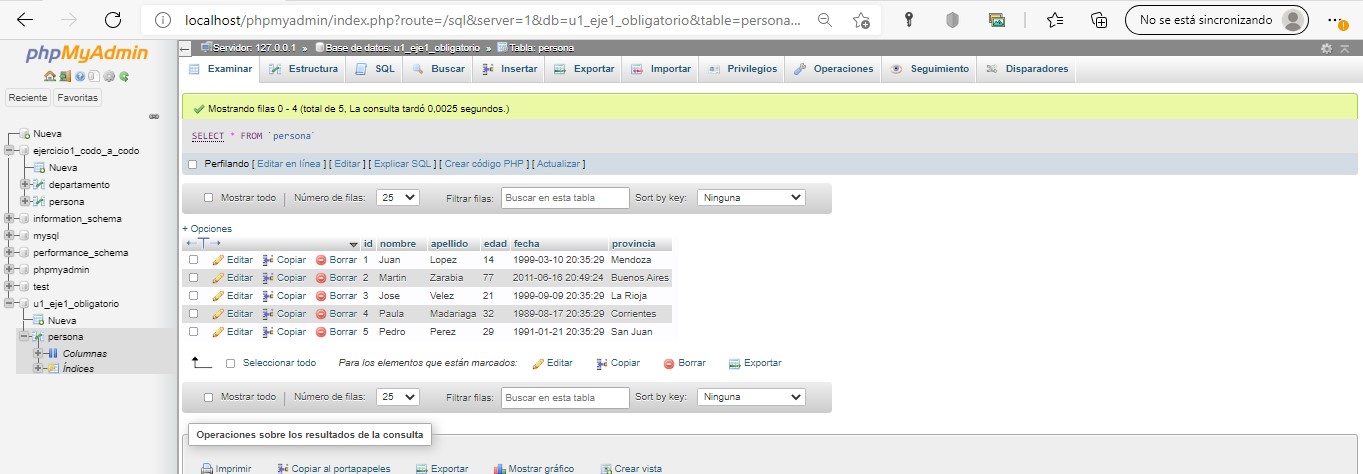 localhost/phpmyadmin/index.php?route=/sql&server=1&db=u1_eje1_obligatorio&table=persona...
No se está sincronizando
phpMyAdmin
Reciente Favoritas
Nueva
ejercicio1_codo_a_codo
Nueva
departamento
persona
information_schema
mysql
performance_schema
phpmyadmin
test
u1_eje1_obligatorio
Nueva
persona
Columnas
Índices
Servidor: 127.0.0.1 » Base de datos: u1_eje1_obligatorio » Tabla: persona
Examinar Estructura SQL Buscar Insertar Exportar Importar Privilegios Operaciones Seguimiento Disparadores
Mostrando filas 0 - 4 (total de 5, La consulta tardó 0,0025 segundos.)
SELECT * FROM `persona`
Perfilando [ Editar en línea ] [ Editar ] [ Explicar SQL ] [ Crear código PHP ] [ Actualizar ]
Mostrar todo | Número de filas: 25 Filtrar filas: Buscar en esta tabla Sort by key: Ninguna
+ Opciones
←T→ id nombre apellido edad fecha provincia
Editar Copiar Borrar 1 Juan Lopez 14 1999-03-10 20:35:29 Mendoza
Editar Copiar Borrar 2 Martin Zarabia 77 2011-06-16 20:49:24 Buenos Aires
Editar Copiar Borrar 3 Jose Velez 21 1999-09-09 20:35:29 La Rioja
Editar Copiar Borrar 4 Paula Madariaga 32 1989-08-17 20:35:29 Corrientes
Editar Copiar Borrar 5 Pedro Perez 29 1991-01-21 20:35:29 San Juan
Seleccionar todo Para los elementos que están marcados: Editar Copiar Borrar Exportar
Mostrar todo | Número de filas: 25 Filtrar filas: Buscar en esta tabla Sort by key: Ninguna
Operaciones sobre los resultados de la consulta
Imprimir Copiar al portapapeles Exportar Mostrar gráfico Crear vista